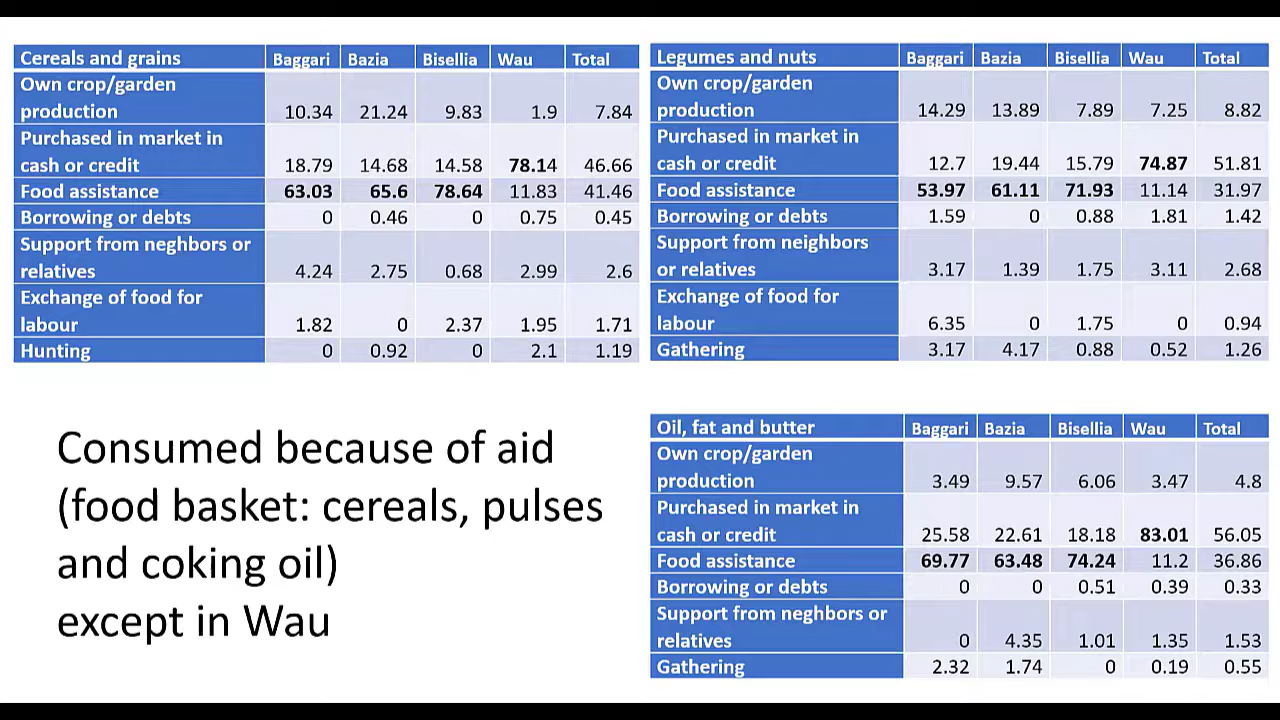 Cereals and grains Baggari Bazia Bisellia Wau Total
Own crop/garden
production 10.34 21.24 9.83 1.9 7.84
Purchased in market in
cash or credit 18.79 14.68 14.58 78.14 46.66
Food assistance 63.03 65.6 78.64 11.83 41.46
Borrowing or debts 0 0.46 0 0.75 0.45
Support from neghbors or
relatives 4.24 2.75 0.68 2.99 2.6
Exchange of food for
labour 1.82 0 2.37 1.95 1.71
Hunting 0 0.92 0 2.1 1.19
Legumes and nuts Baggari Bazia Bisellia Wau Total
Own crop/garden
production 14.29 13.89 7.89 7.25 8.82
Purchased in market in
cash or credit 12.7 19.44 15.79 74.87 51.81
Food assistance 53.97 61.11 71.93 11.14 31.97
Borrowing or debts 1.59 0 0.88 1.81 1.42
Support from neighbors
or relatives 3.17 1.39 1.75 3.11 2.68
Exchange of food for
labour 6.35 0 1.75 0 0.94
Gathering 3.17 4.17 0.88 0.52 1.26
Consumed because of aid
(food basket: cereals, pulses
and coking oil)
except in Wau
Oil, fat and butter Baggari Bazia Bisellia Wau Total
Own crop/garden
production 3.49 9.57 6.06 3.47 4.8
Purchased in market in
cash or credit 25.58 22.61 18.18 83.01 56.05
Food assistance 69.77 63.48 74.24 11.2 36.86
Borrowing or debts 0 0 0.51 0.39 0.33
Support from neghbors or
relatives 0 4.35 1.01 1.35 1.53
Gathering 2.32 1.74 0 0.19 0.55